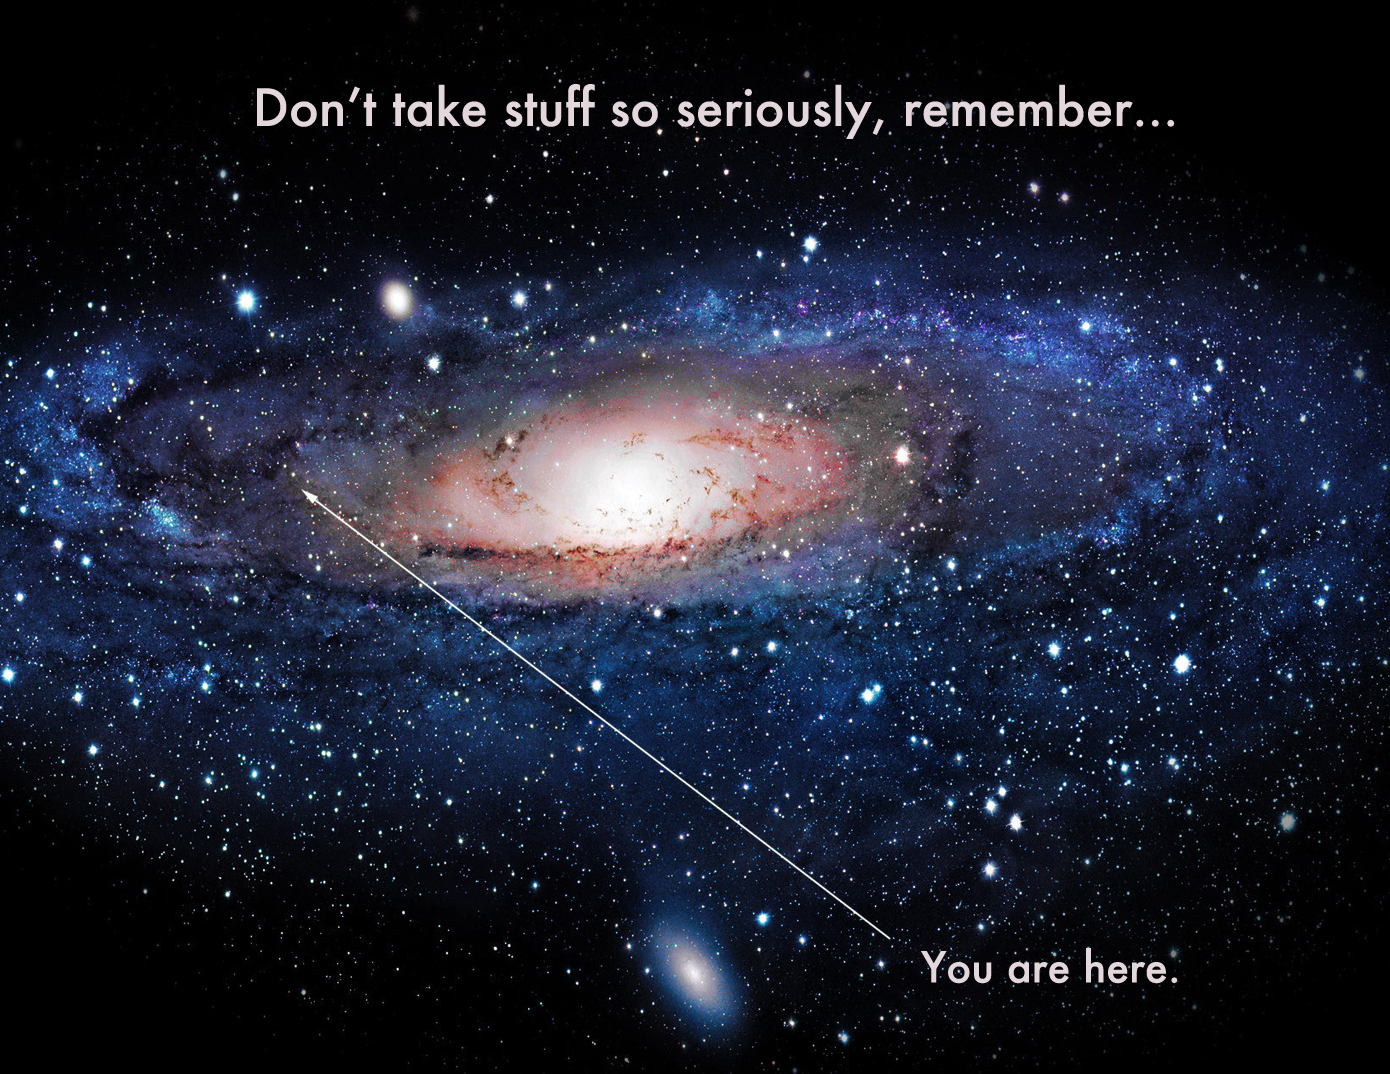 Don’t take stuff so seriously, remember...
You are here.